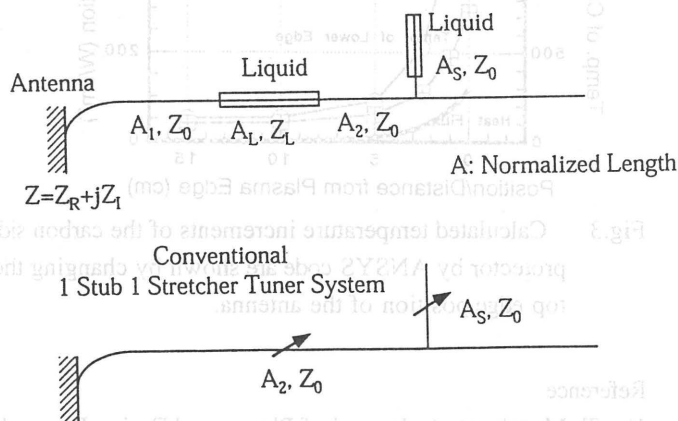 Liquid
Antenna
Liquid
A_S, Z_0
A_1, Z_0
A_L, Z_L
A_2, Z_0
A: Normalized Length
Z=Z_R+jZ_I
Conventional
1 Stub 1 Stretcher Tuner System
A_S, Z_0
A_2, Z_0